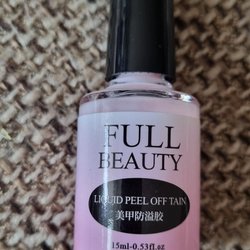 FULL
BEAUTY
LIQUID PEEL OFF TAIN
美甲防溢胶
15ml-0.53fl.oz